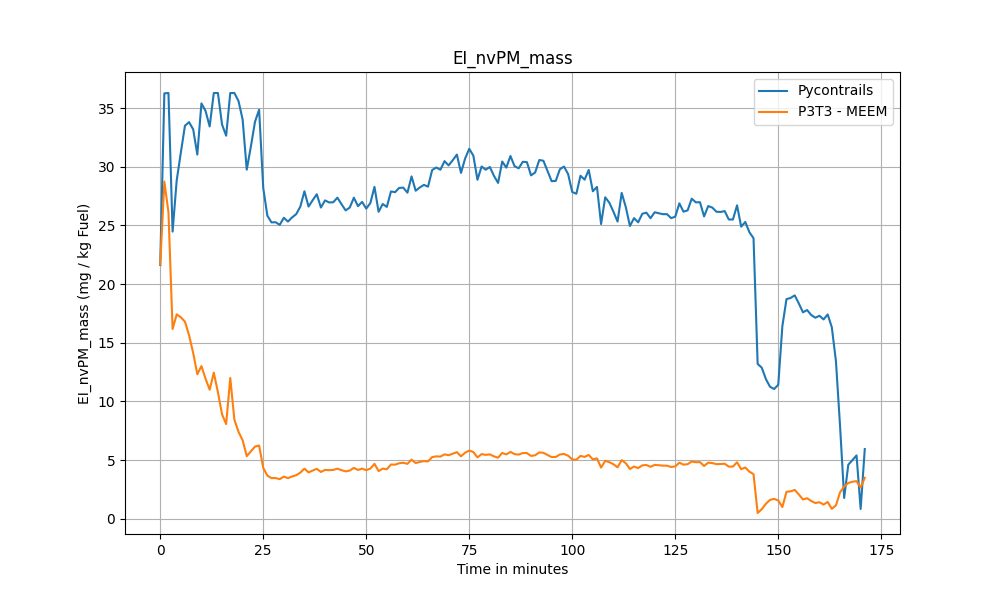 EI_nvPM_mass
Pycontrails
P3T3 - MEEM
EI_nvPM_mass (mg / kg Fuel)
35
30
25
20
15
10
5
0
0 25 50 75 100 125 150 175
Time in minutes